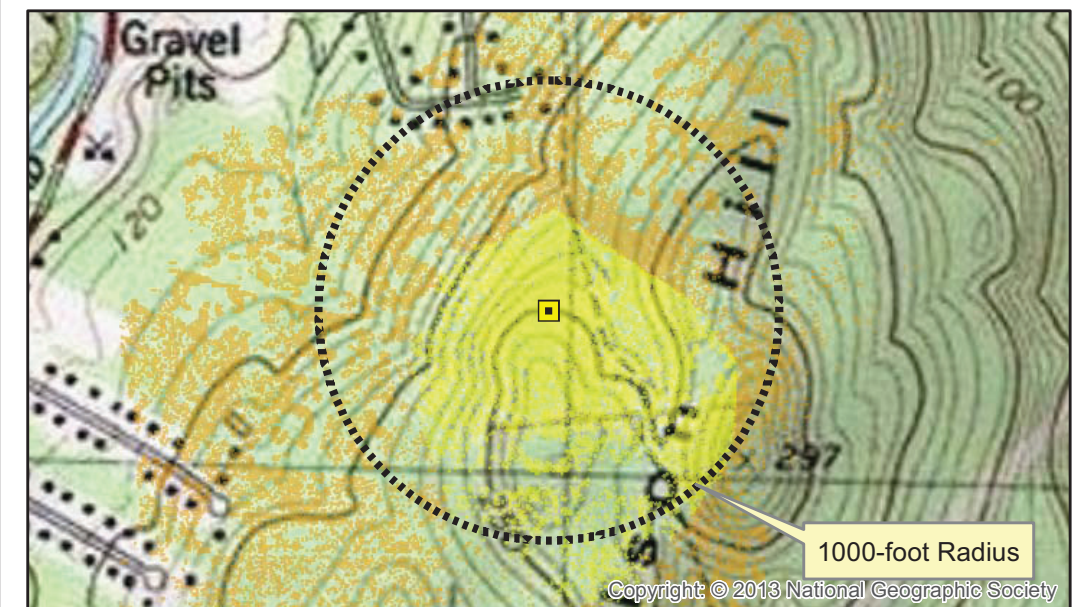 Gravel
Pits
100
Hill
120
297
1000-foot Radius
Copyright: © 2013 National Geographic Society